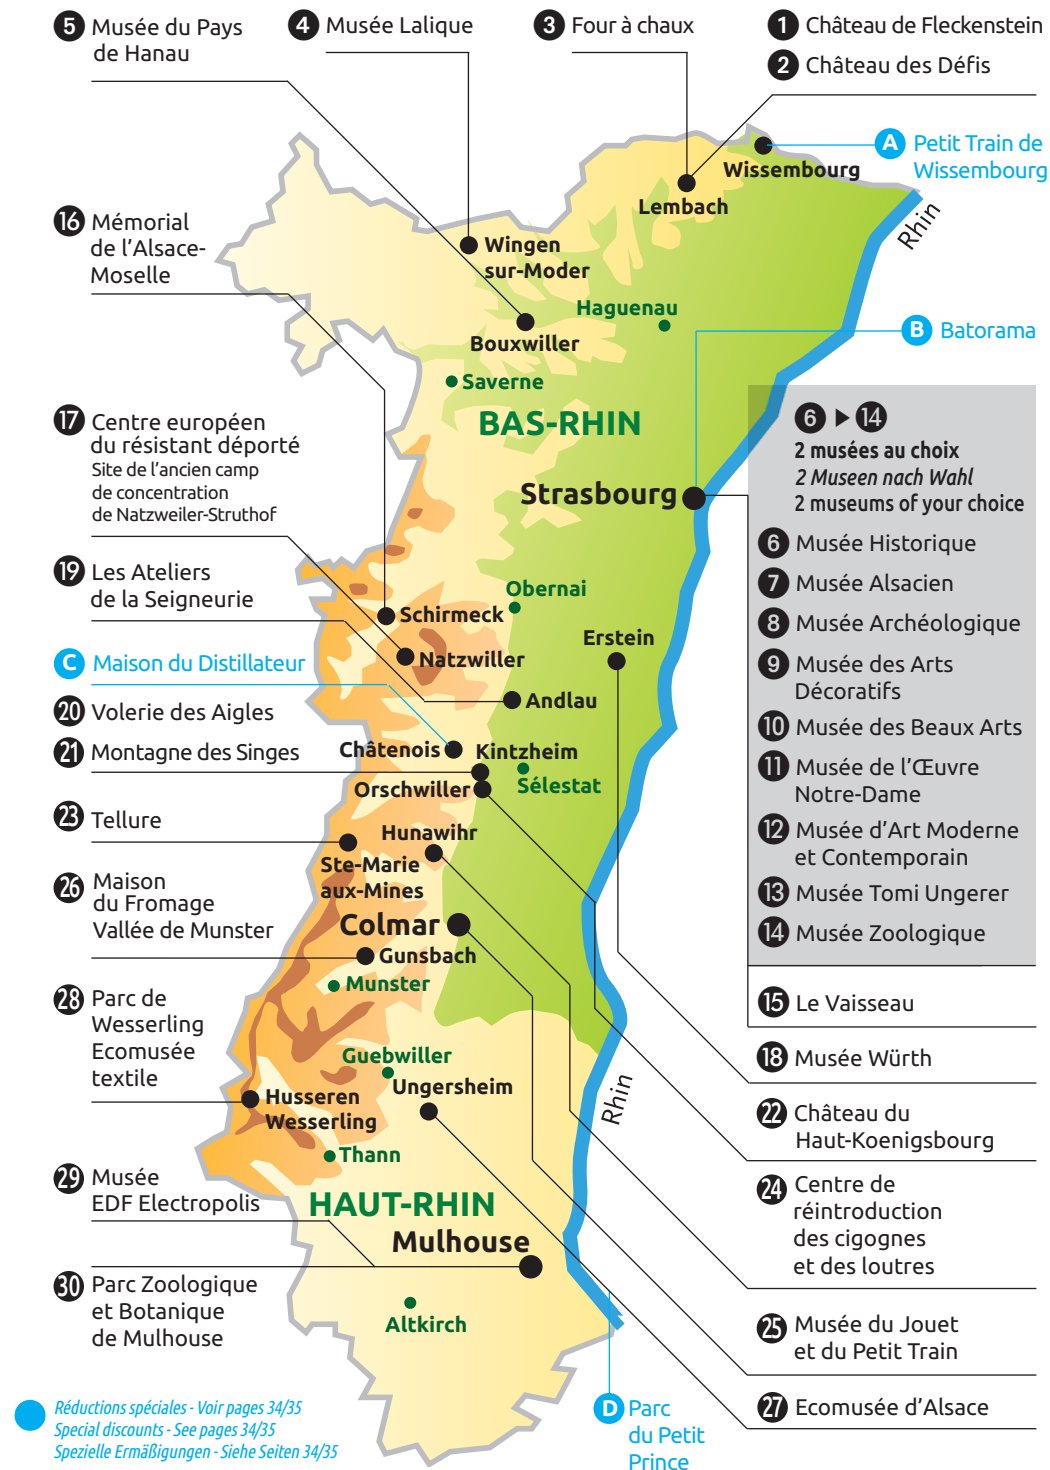 5 Musée du Pays
de Hanau
4 Musée Lalique
3 Four à chaux
1 Château de Fleckenstein
2 Château des Défis
A Petit Train de
Wissembourg
Wissembourg
Lembach
Rhin
16 Mémorial
de l'Alsace-
Moselle
Wingen
sur-Moder
Haguenau
B Batorama
Bouxwiller
Saverne
BAS-RHIN
17 Centre européen
du résistant déporté
Site de l'ancien camp
de concentration
de Natzweiler-Struthof
Strasbourg
6 ▶ 14
2 musées au choix
2 Museen nach Wahl
2 museums of your choice
6 Musée Historique
7 Musée Alsacien
8 Musée Archéologique
9 Musée des Arts
Décoratifs
10 Musée des Beaux Arts
11 Musée de l'Œuvre
Notre-Dame
12 Musée d'Art Moderne
et Contemporain
13 Musée Tomi Ungerer
14 Musée Zoologique
15 Le Vaisseau
19 Les Ateliers
de la Seigneurie
Obernai
Schirmeck
Erstein
Natzwiller
C Maison du Distillateur
Andlau
20 Volerie des Aigles
21 Montagne des Singes
Châtenois
Kintzheim
Orschwiller
Sélestat
23 Tellure
Hunawihr
Ste-Marie
aux-Mines
26 Maison
du Fromage
Vallée de Munster
Colmar
Gunsbach
Munster
28 Parc de
Wesserling
Ecomusée
textile
Guebwiller
Ungersheim
Husseren
Wesserling
Rhin
Thann
18 Musée Würth
22 Château du
Haut-Koenigsbourg
29 Musée
EDF Electropolis
HAUT-RHIN
Mulhouse
24 Centre de
réintroduction
des cigognes
et des loutres
30 Parc Zoologique
et Botanique
de Mulhouse
Altkirch
25 Musée du Jouet
et du Petit Train
27 Ecomusée d'Alsace
D Parc
du Petit
Prince
Réductions spéciales - Voir pages 34/35
Special discounts - See pages 34/35
Spezielle Ermäßigungen - Siehe Seiten 34/35